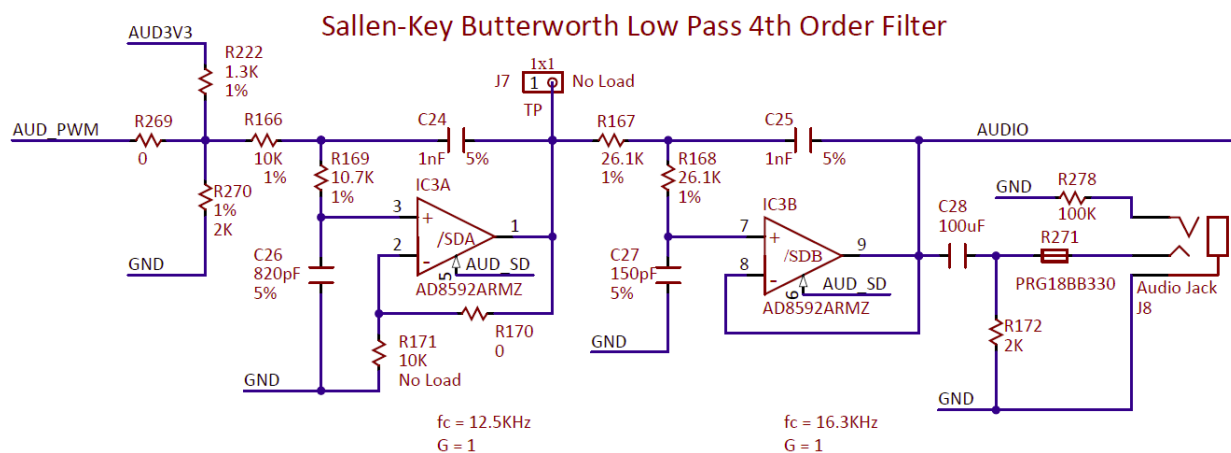 Sallen-Key Butterworth Low Pass 4th Order Filter
AUD3V3
R222
1.3K
1%
1x1
J7
1
No Load
TP
AUD_PWM
R269
0
R166
10K
1%
C24
1nF
5%
R167
26.1K
1%
C25
1nF
5%
AUDIO
R169
10.7K
1%
R168
26.1K
1%
R270
1%
2K
IC3A
3
+
/SDA
1
2
-
5
AUD_SD
AD8592ARMZ
IC3B
7
+
/SDB
9
8
-
6
AUD_SD
AD8592ARMZ
GND
R278
100K
C28
100uF
R271
PRG18BB330
Audio Jack
J8
GND
C26
820pF
5%
C27
150pF
5%
R170
0
R171
10K
No Load
GND
GND
R172
2K
GND
fc = 12.5KHz
G = 1
fc = 16.3KHz
G = 1